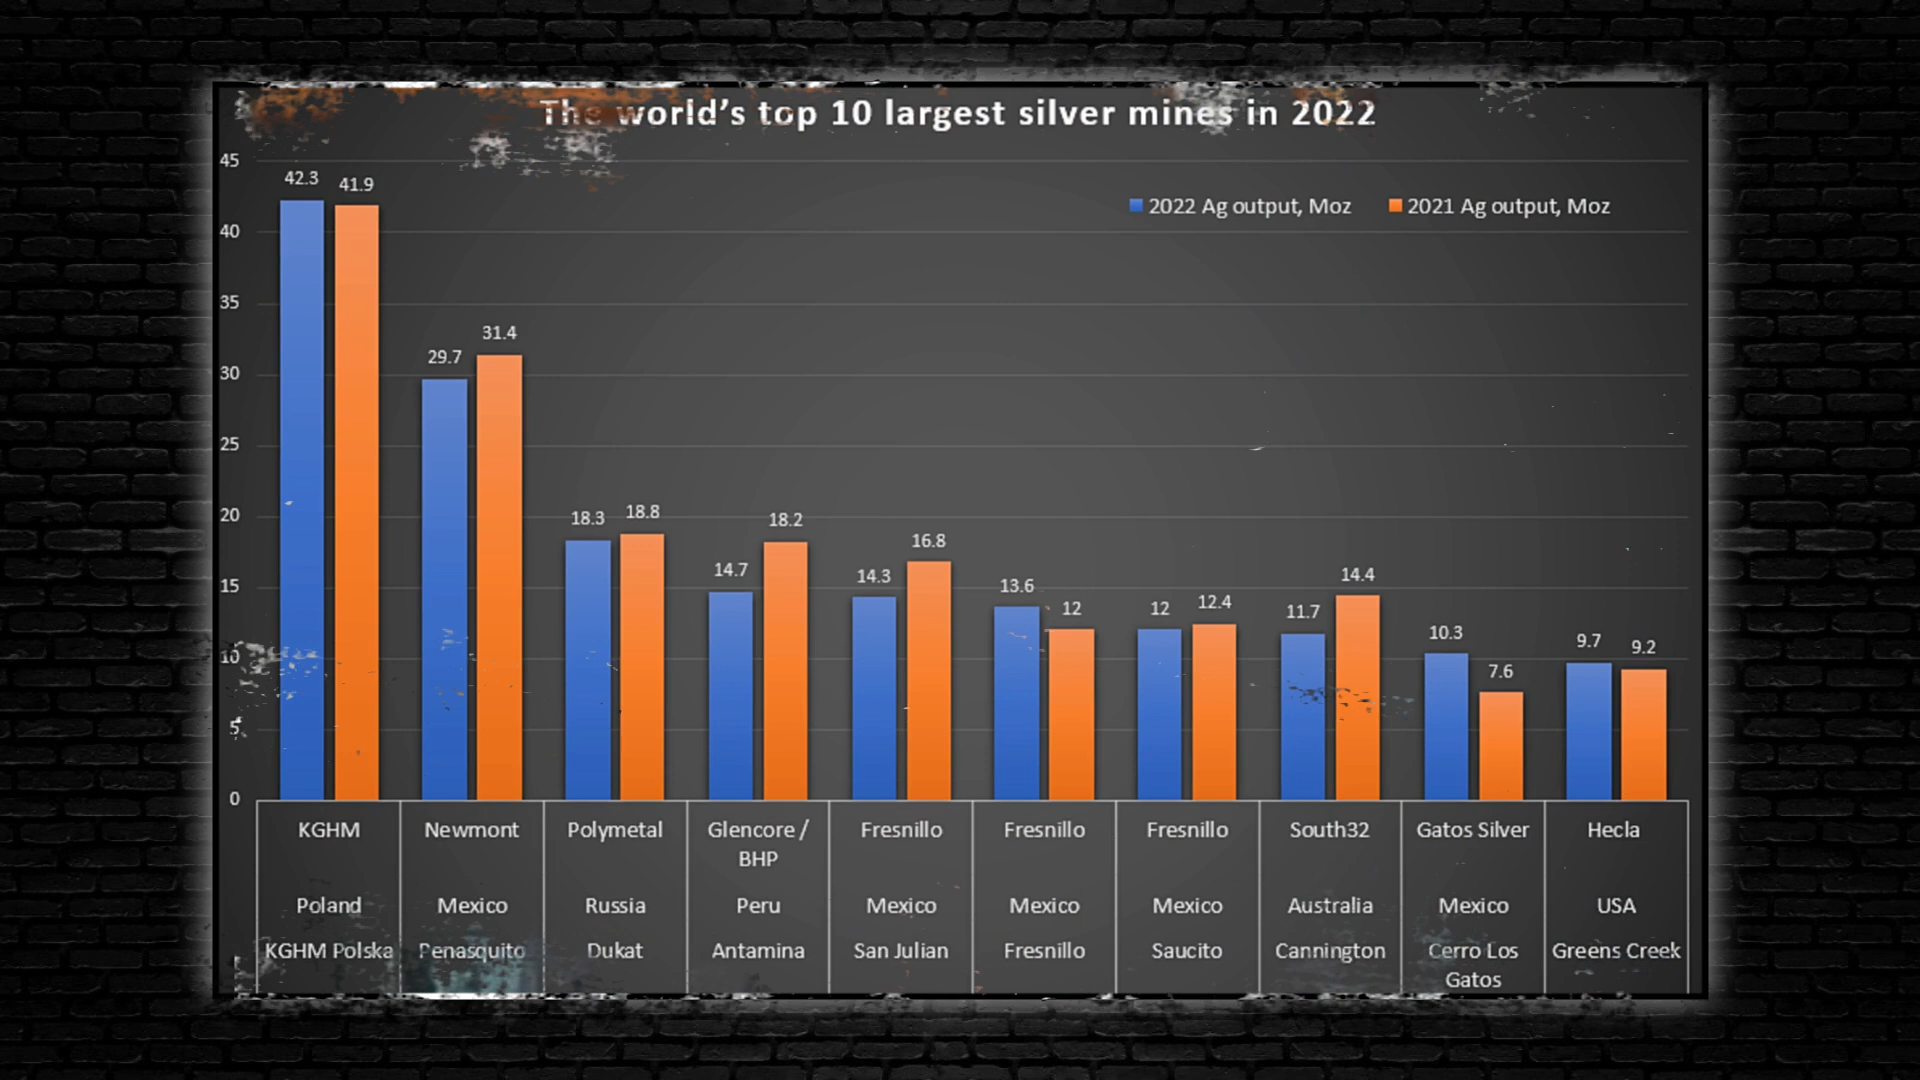 The world's top 10 largest silver mines in 2022
45
40
35
30
25
20
15
10
5
0
2022 Ag output, Moz 2021 Ag output, Moz
42.3 41.9
29.7 31.4
18.3 18.8
14.7 18.2
14.3 16.8
13.6 12
12 12.4
11.7 14.4
10.3 7.6
9.7 9.2
KGHM Newmont Polymetal Glencore / Fresnillo Fresnillo Fresnillo South32 Gatos Silver Hecla
BHP
Poland Mexico Russia Peru Mexico Mexico Mexico Australia Mexico USA
KGHM Polska Penasquito Dukat Antamina San Julian Fresnillo Saucito Cannington Cerro Los Greens Creek
Gatos